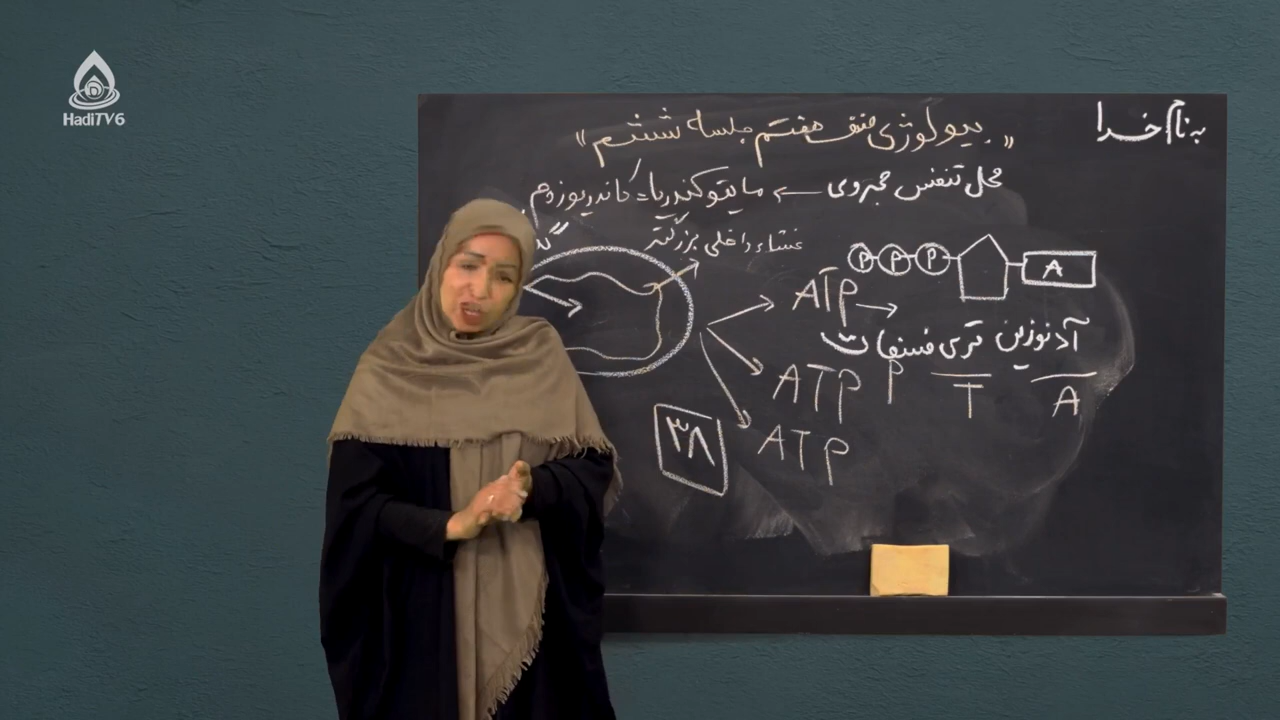 HadiTV6
به نام خدا
«بیولوژی صنف هفتم جلسه ششم»
محل تنفس حجروی ← مایتوکندریا = کاندریوزوم
غشاء داخلی بزرگتر
P P P A
ATP →
آدنوزین تری فسفات
ATP P T A
ATP
۳۸